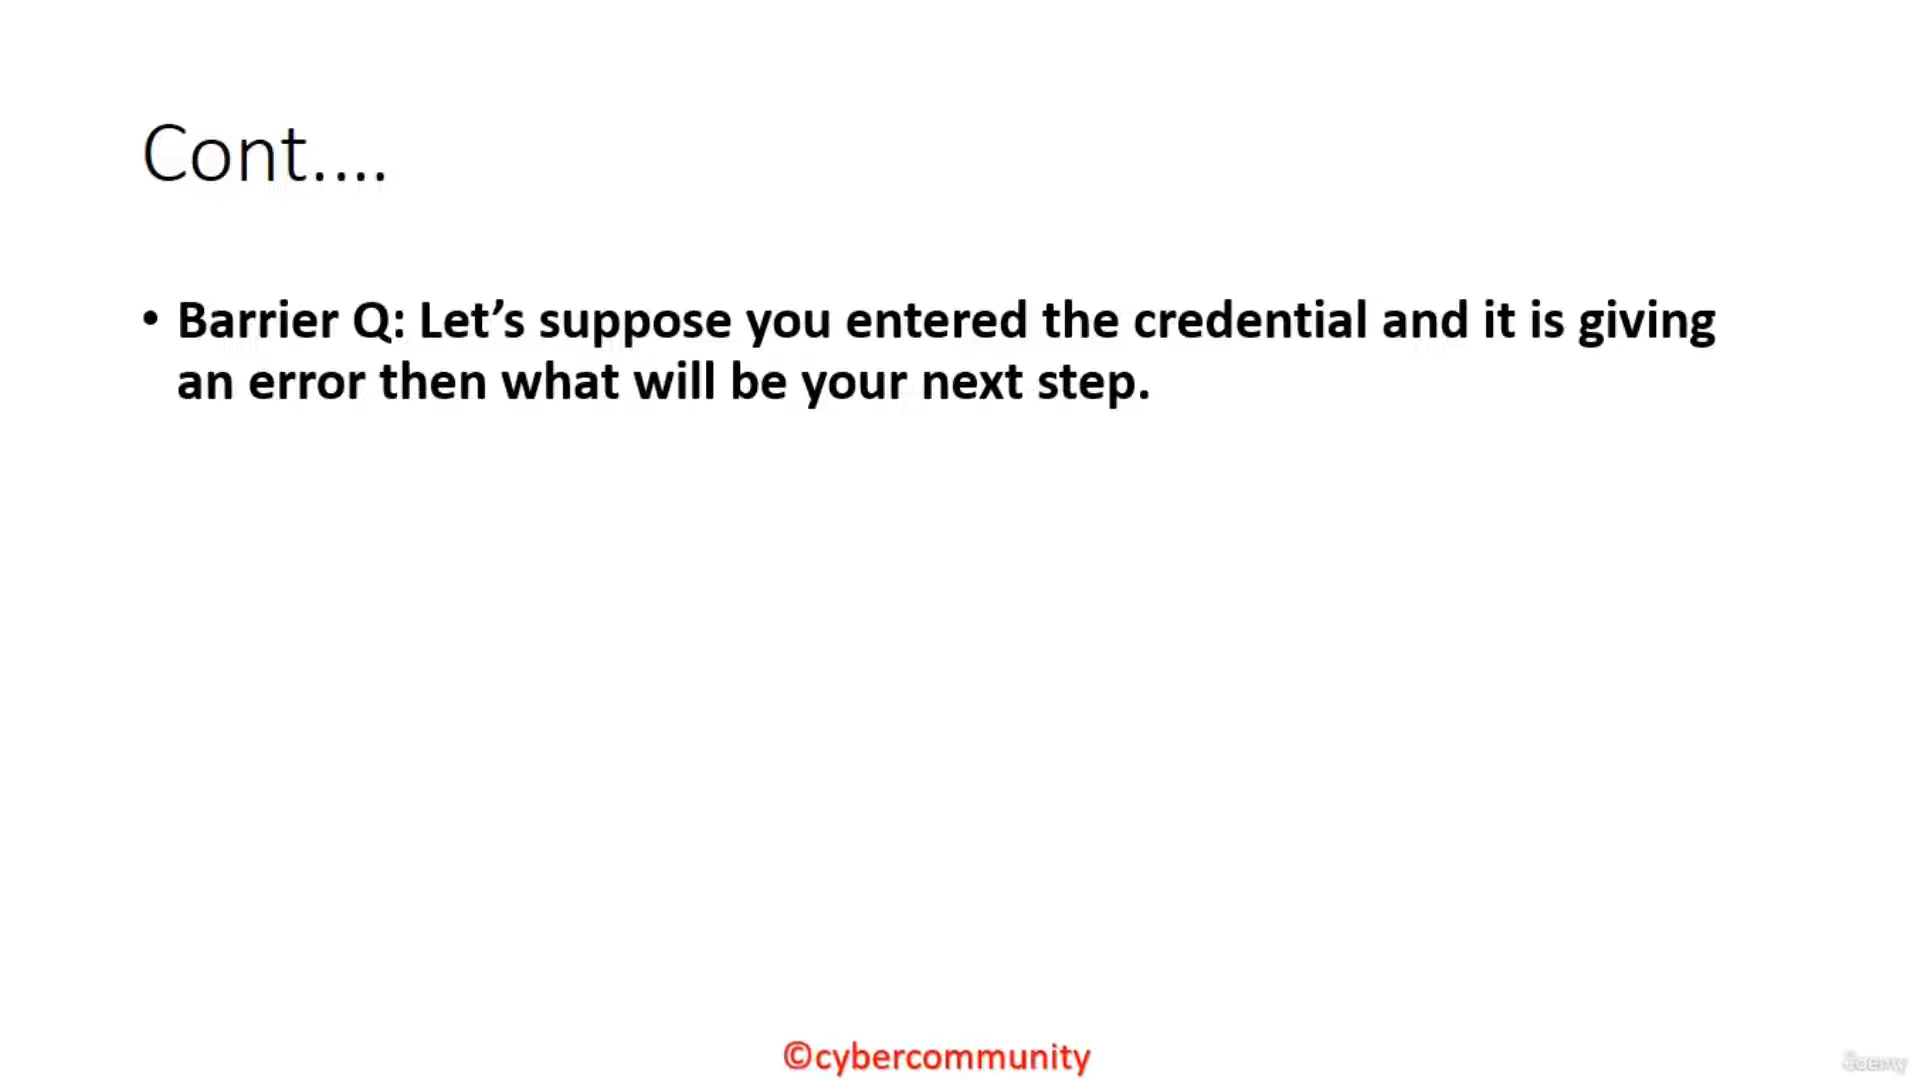 Cont....
• Barrier Q: Let’s suppose you entered the credential and it is giving
an error then what will be your next step.
©cybercommunity
Udemy